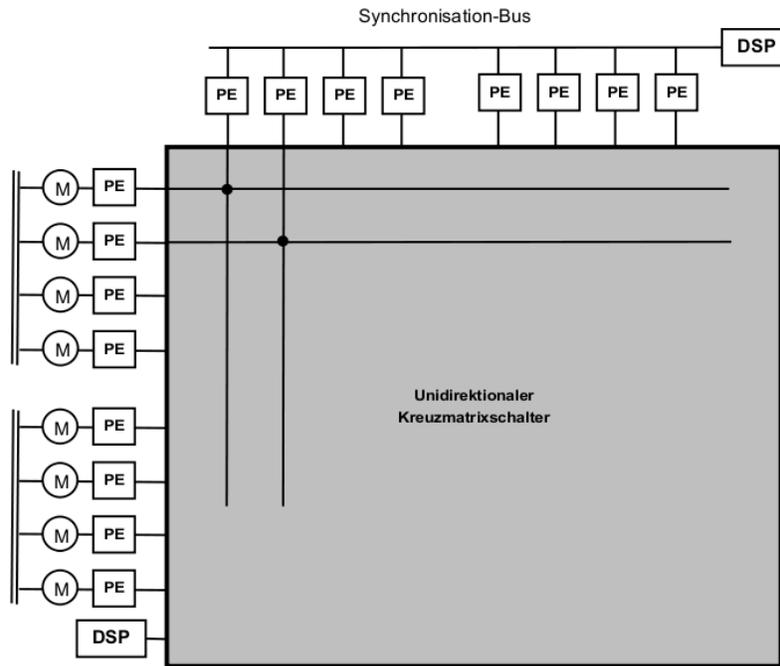 Synchronisation-Bus
DSP
PE PE PE PE PE PE PE PE
M PE
M PE
M PE
M PE
Unidirektionaler
Kreuzmatrixschalter
M PE
M PE
M PE
M PE
DSP